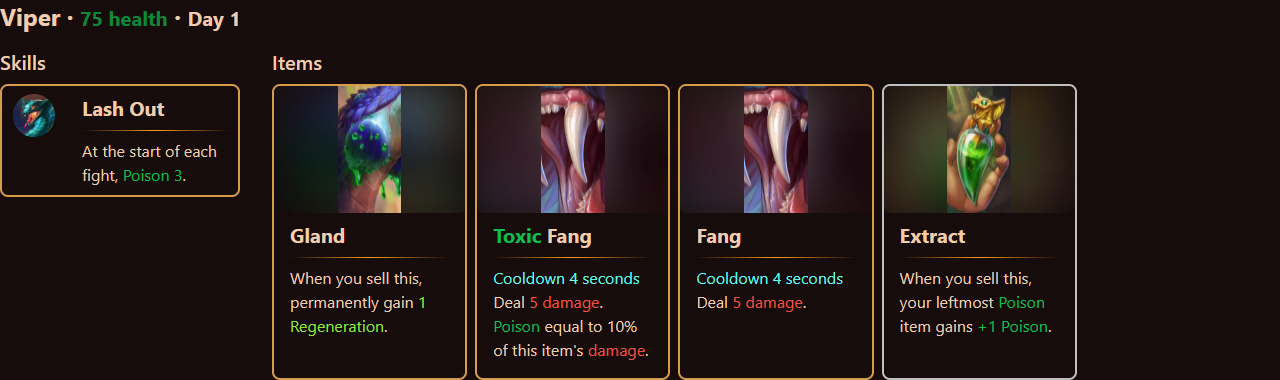 Viper • 75 health • Day 1
Skills
Lash Out
At the start of each
fight, Poison 3.
Items
Gland
When you sell this,
permanently gain 1
Regeneration.
Toxic Fang
Cooldown 4 seconds
Deal 5 damage.
Poison equal to 10%
of this item's damage.
Fang
Cooldown 4 seconds
Deal 5 damage.
Extract
When you sell this,
your leftmost Poison
item gains +1 Poison.